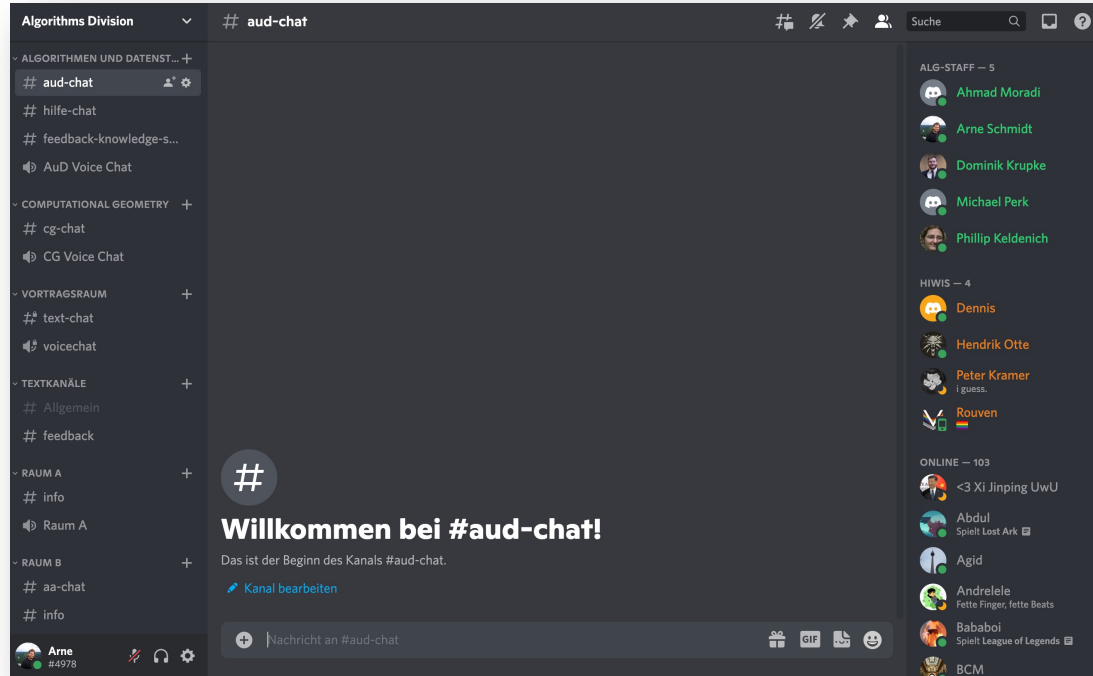 Algorithms Division
# aud-chat
Suche
ALGORITHMEN UND DATENST... +
# aud-chat
# hilfe-chat
# feedback-knowledge-s...
AuD Voice Chat
COMPUTATIONAL GEOMETRY +
# cg-chat
CG Voice Chat
VORTRAGSRAUM +
# text-chat
voicechat
TEXTKANÄLE +
# Allgemein
# feedback
RAUM A +
# info
Raum A
RAUM B +
# aa-chat
# info
Arne
#4978
#
Willkommen bei #aud-chat!
Das ist der Beginn des Kanals #aud-chat.
Kanal bearbeiten
Nachricht an #aud-chat
GIF
ALG-STAFF — 5
Ahmad Moradi
Arne Schmidt
Dominik Krupke
Michael Perk
Phillip Keldenich
HIWIS — 4
Dennis
Hendrik Otte
Peter Kramer
i guess.
Rouven
ONLINE — 103
<3 Xi Jinping UwU
Abdul
Spielt Lost Ark
Agid
Andrelele
Fette Finger, fette Beats
Bababoi
Spielt League of Legends
BCM